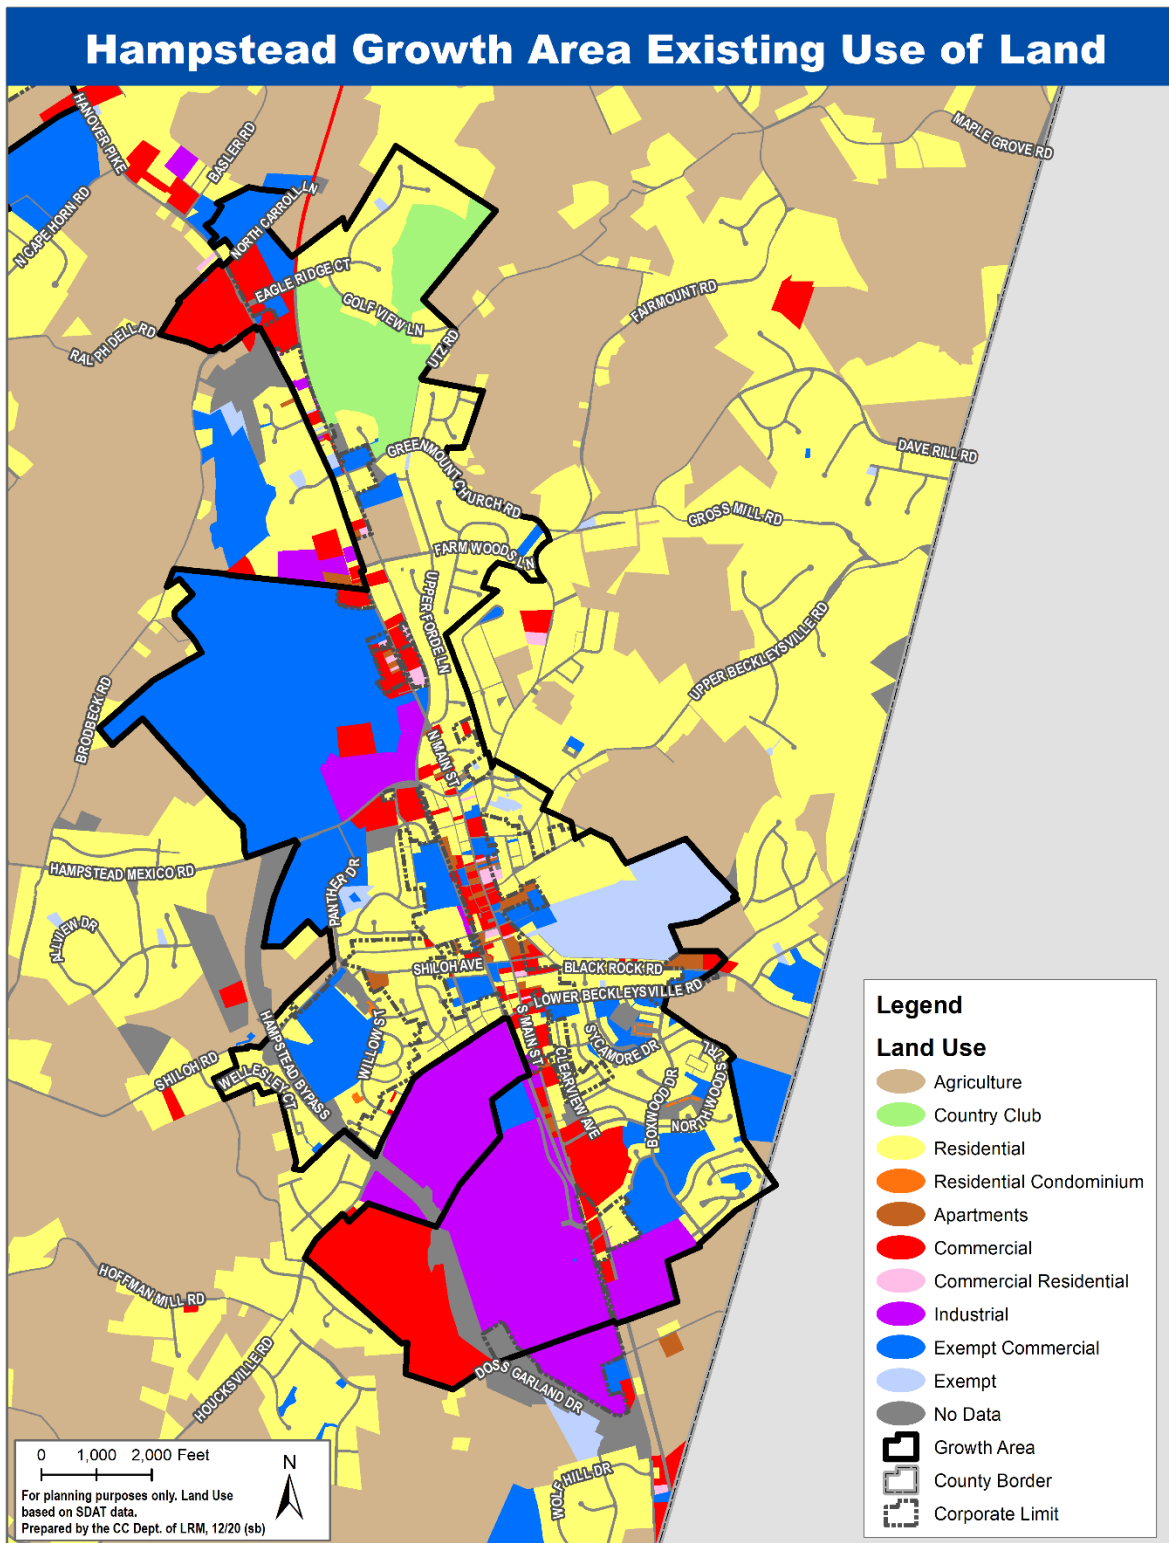 Hampstead Growth Area Existing Use of Land
HANOVER PIKE
BASLER RD
MAPLE GROVE RD
N CAPE HORN RD
NORTH CARROLL LN
EAGLE RIDGE CT
GOLF VIEW LN
FAIRMOUNT RD
RALPH DELL RD
UTZ RD
GREENMOUNT CHURCH RD
DAVE RILL RD
GROSS MILL RD
FARM WOODS LN
UPPER FORDE LN
UPPER BECKLEYSVILLE RD
BRODBECK RD
N MAIN ST
HAMPSTEAD MEXICO RD
PANTHER DR
ALLVIEW DR
SHILOH AVE
BLACK ROCK RD
LOWER BECKLEYSVILLE RD
S MAIN ST
HAMPSTEAD BYPASS
WILLOW ST
SYCAMORE DR
CLEARVIEW AVE
SHILOH RD
WELLESLEY CT
BOXWOOD DR
NORTH WOODS TRL
HOFFMAN MILL RD
HOUCKSVILLE RD
DOSS GARLAND DR
WOLF HILL DR
Legend
Land Use
Agriculture
Country Club
Residential
Residential Condominium
Apartments
Commercial
Commercial Residential
Industrial
Exempt Commercial
Exempt
No Data
Growth Area
County Border
Corporate Limit
0 1,000 2,000 Feet
N
For planning purposes only. Land Use
based on SDAT data.
Prepared by the CC Dept. of LRM, 12/20 (sb)